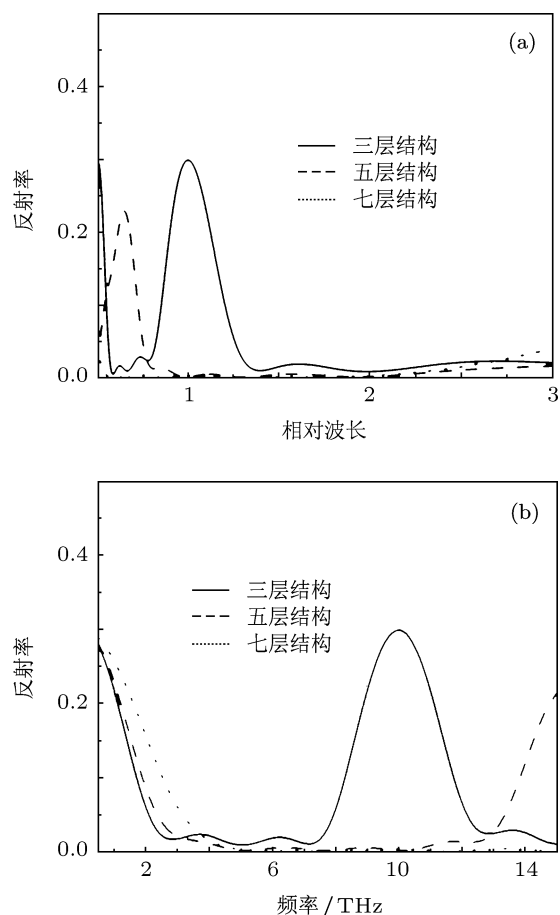 (a)
0.4
三层结构
五层结构
七层结构
反射率
0.2
0.0
1
2
3
相对波长
(b)
0.4
三层结构
五层结构
七层结构
反射率
0.2
0.0
2
6
10
14
频率/THz